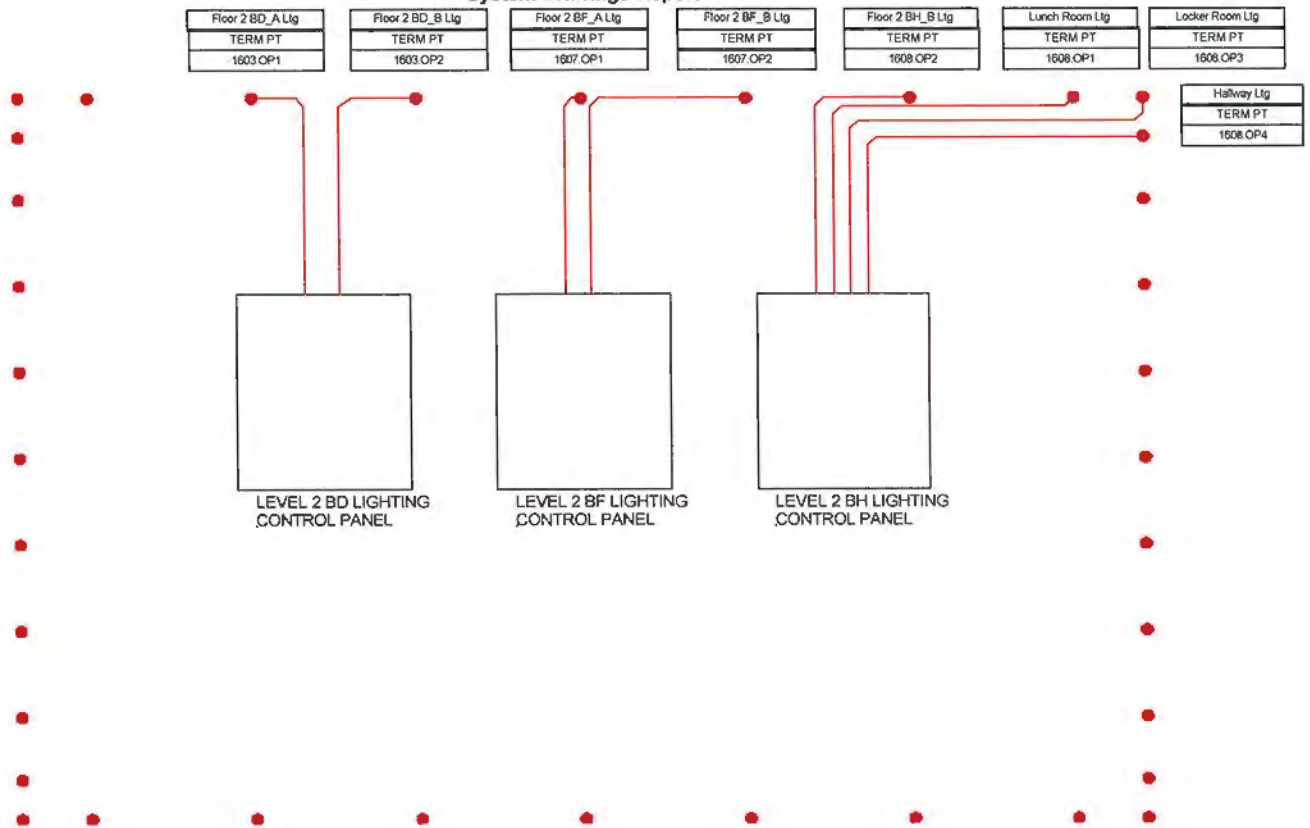 Floor 2 BD_A Ltg
TERM PT
1603.OP1
Floor 2 BD_B Ltg
TERM PT
1603.OP2
Floor 2 BF_A Ltg
TERM PT
1607.OP1
Floor 2 BF_B Ltg
TERM PT
1607.OP2
Floor 2 BH_B Ltg
TERM PT
1608.OP2
Lunch Room Ltg
TERM PT
1608.OP1
Locker Room Ltg
TERM PT
1608.OP3
Hallway Ltg
TERM PT
1608.OP4
LEVEL 2 BD LIGHTING
CONTROL PANEL
LEVEL 2 BF LIGHTING
CONTROL PANEL
LEVEL 2 BH LIGHTING
CONTROL PANEL